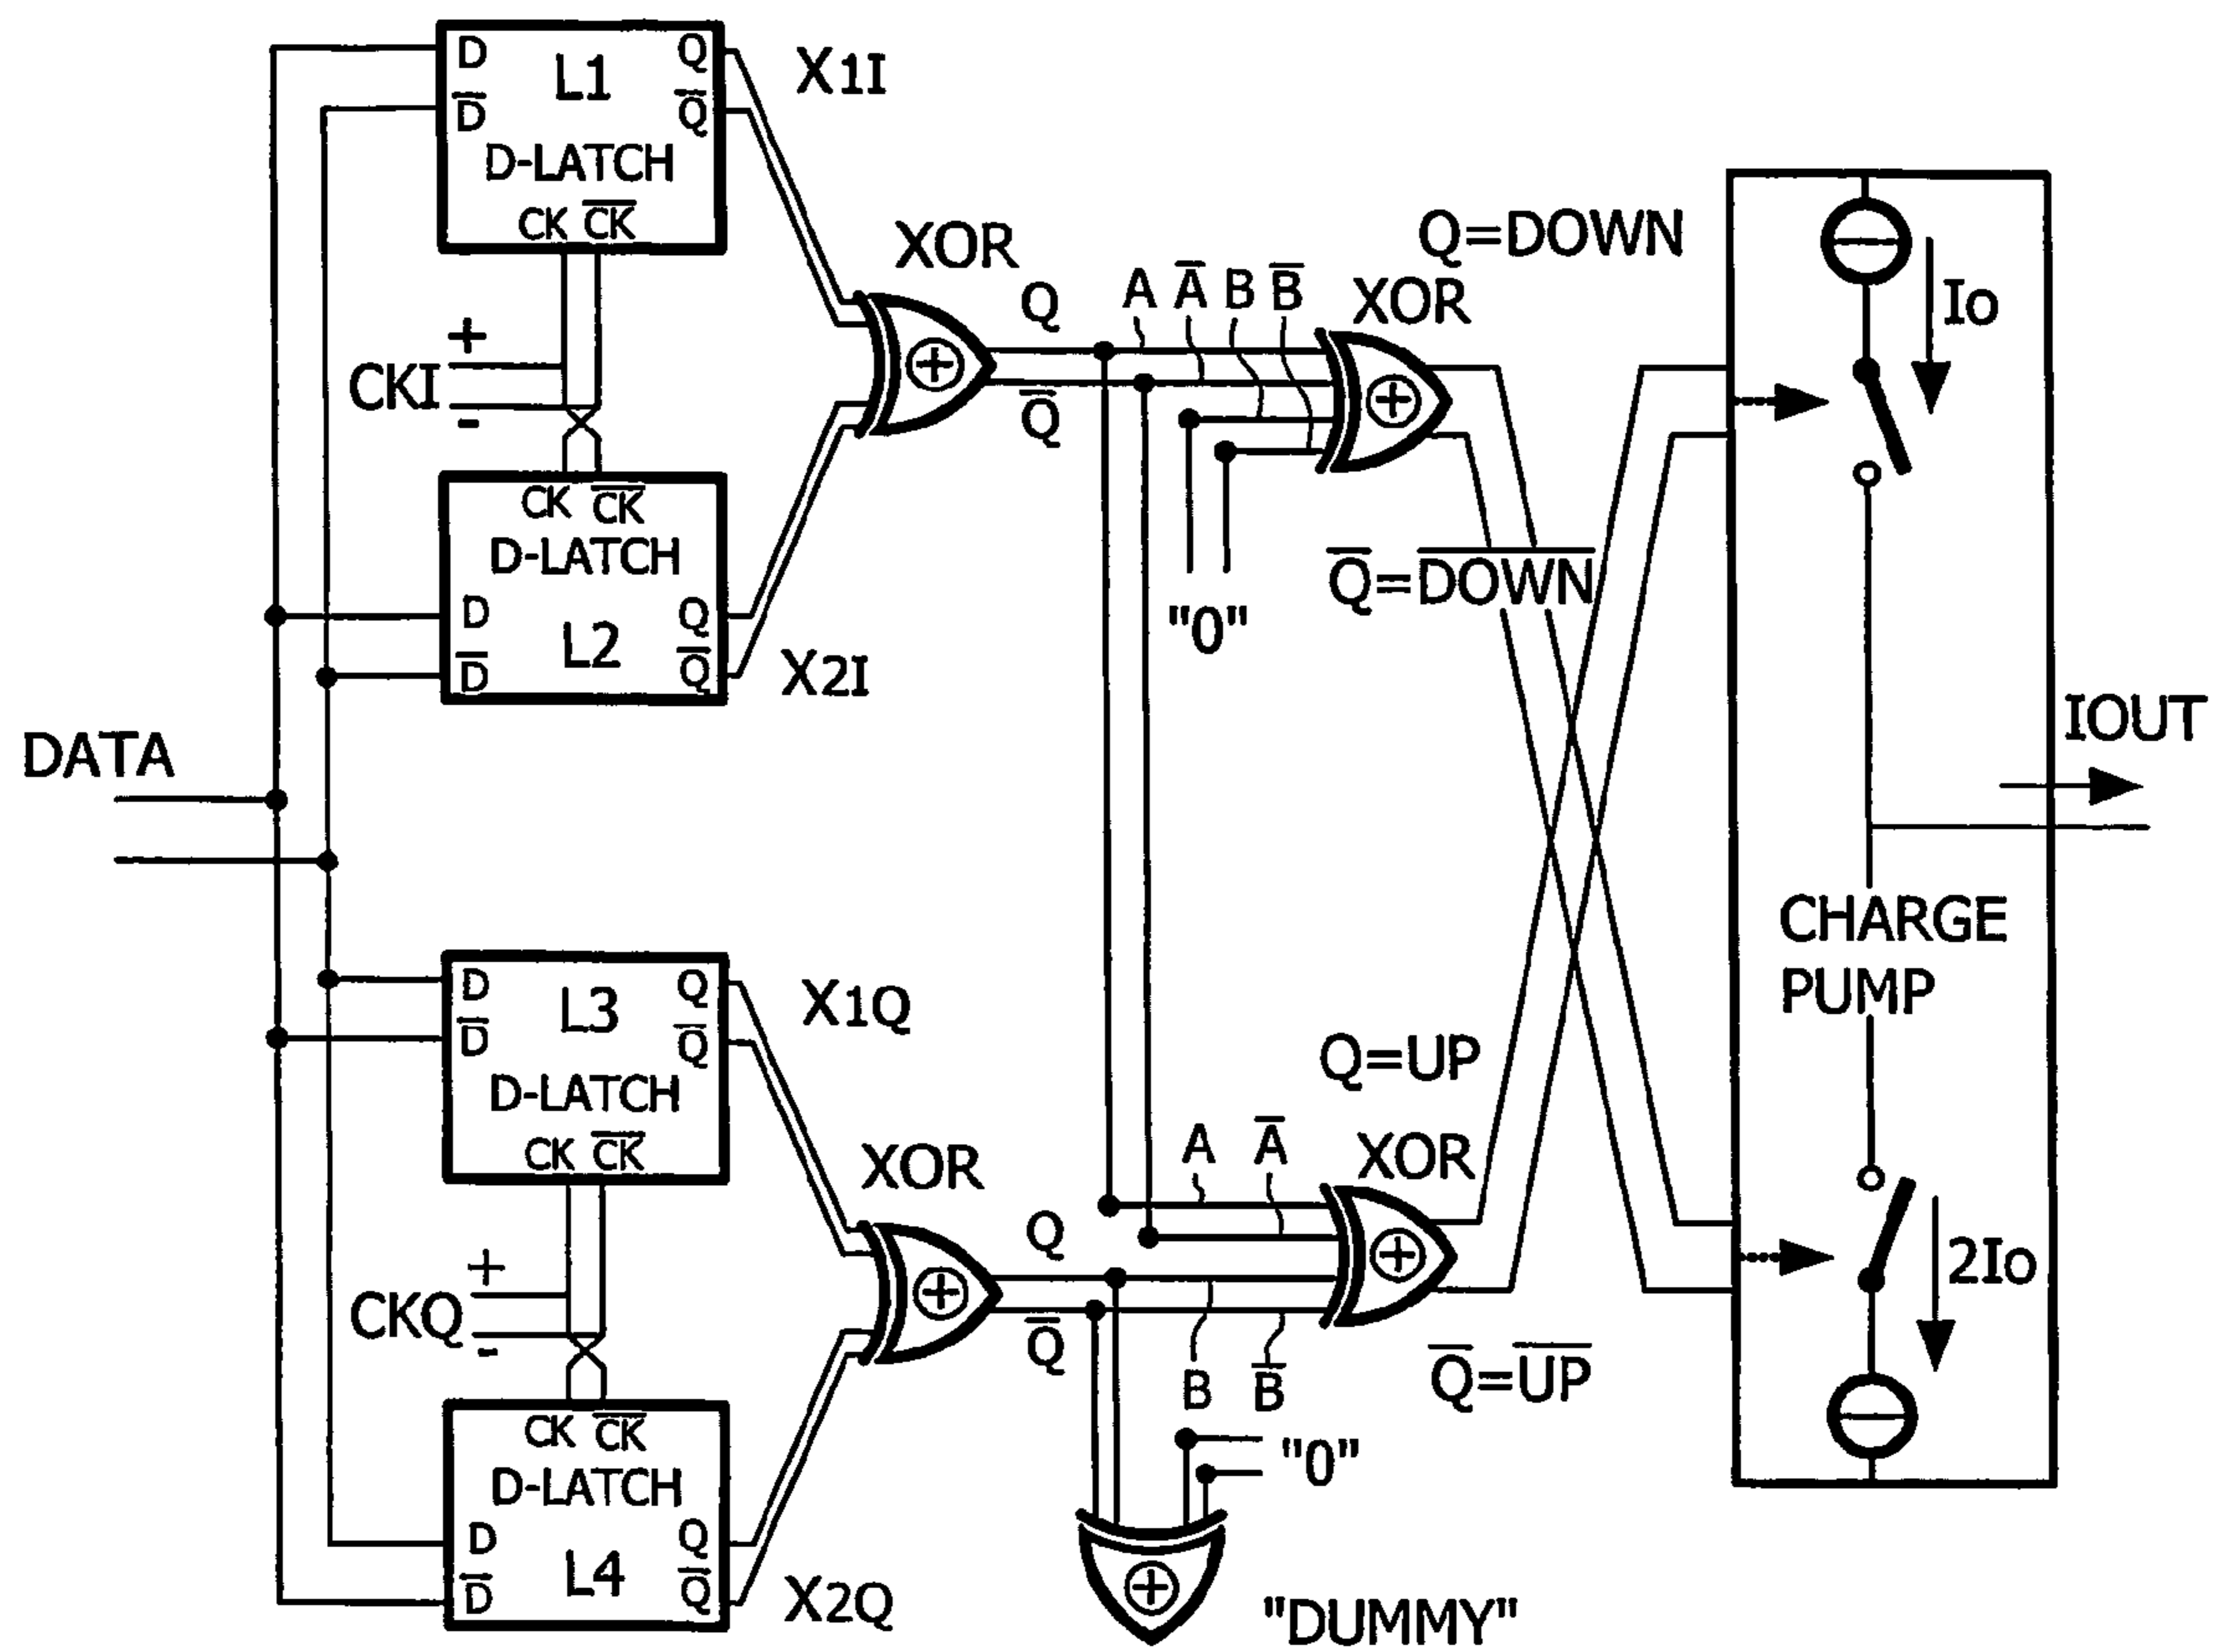 D L1 Q X1I
D̅ Q̅
D-LATCH
CK C̅K̅
XOR
Q=DOWN
+
CKI
-
Q
Q̅
A A̅ B B̅
XOR
Io
CK C̅K̅
D-LATCH
D L2 Q
D̅ Q̅
X2I
"0"
Q̅=D̅O̅W̅N̅
DATA
IOUT
CHARGE
PUMP
D L3 Q X1Q
D̅ Q̅
D-LATCH
CK C̅K̅
XOR
Q=UP
+
CKQ
-
Q
Q̅
A A̅
XOR
B B̅
2Io
Q̅=U̅P̅
CK C̅K̅
D-LATCH
D L4 Q
D̅ Q̅
X2Q
"0"
"DUMMY"